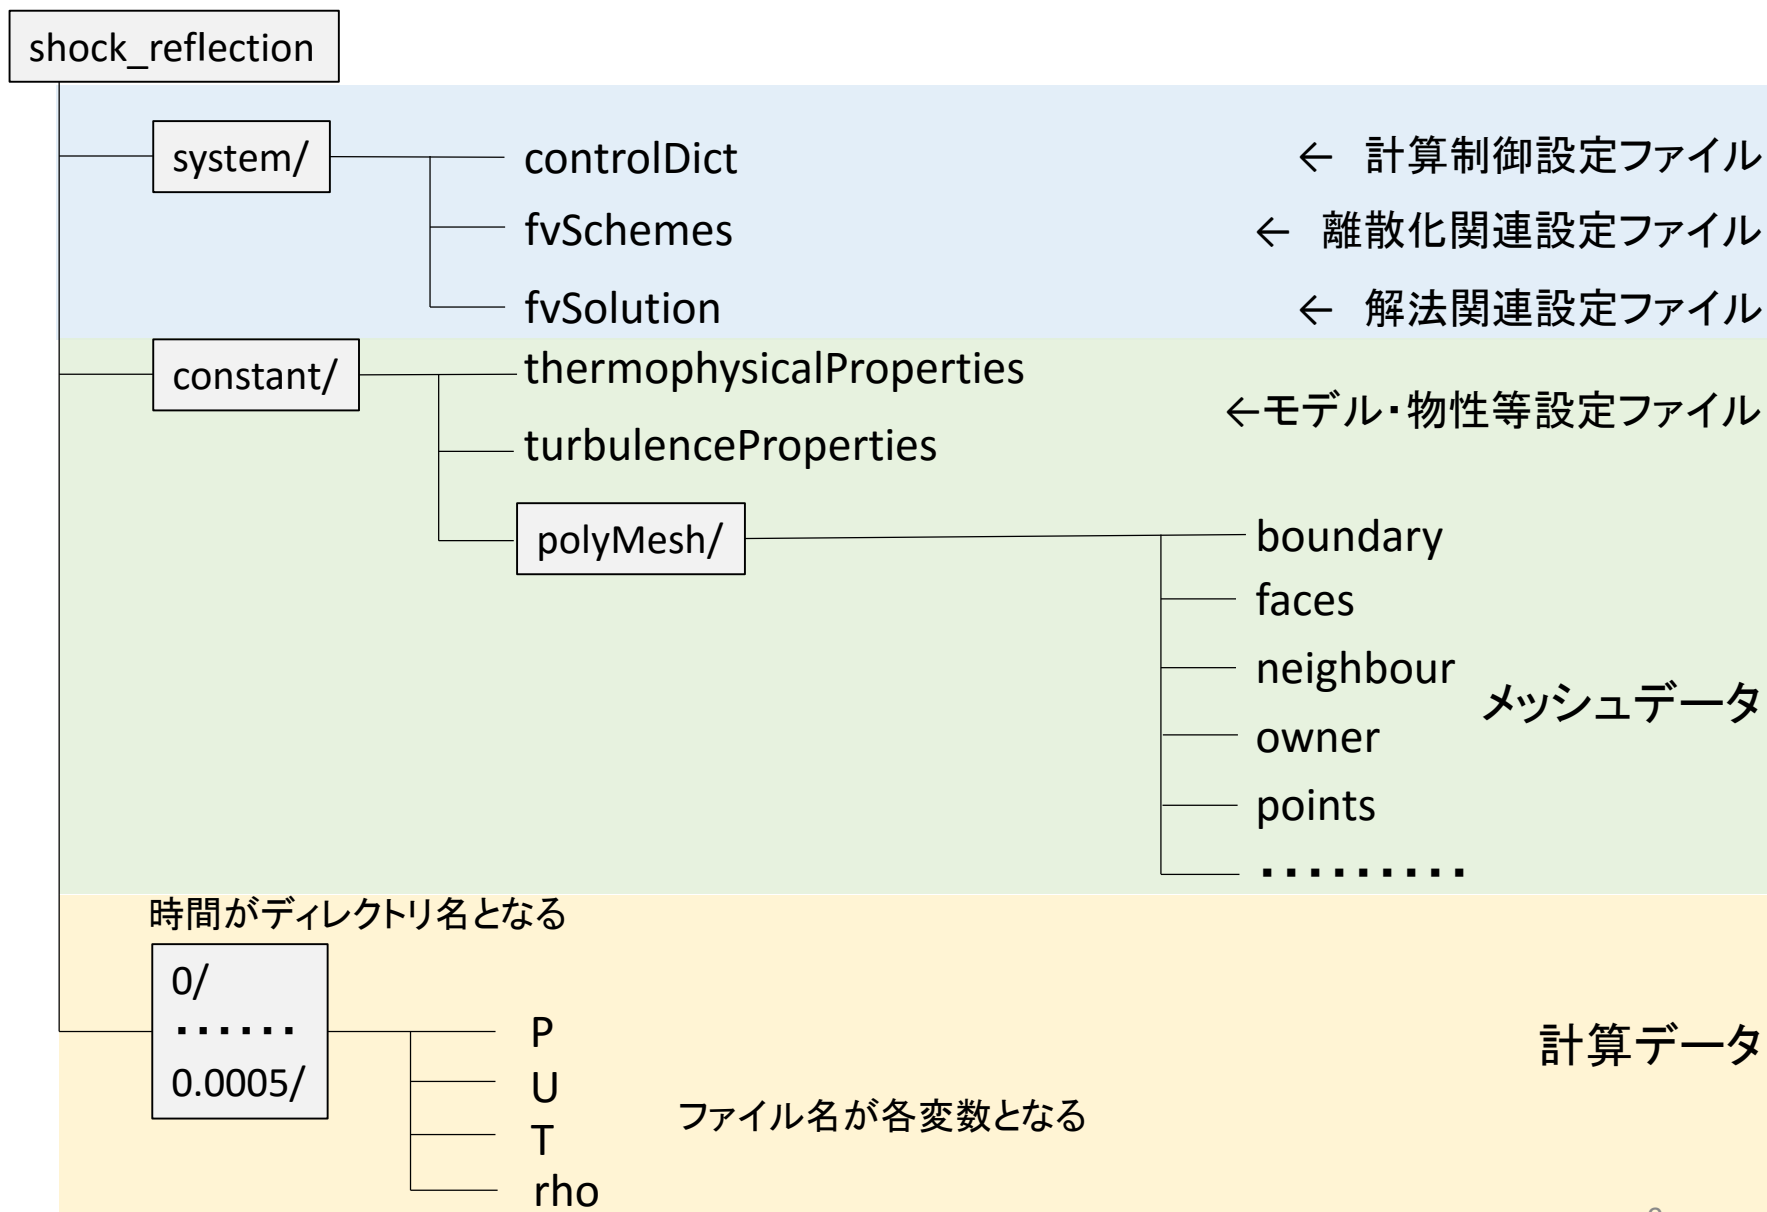 shock_reflection
system/
controlDict
← 計算制御設定ファイル
fvSchemes
← 離散化関連設定ファイル
fvSolution
← 解法関連設定ファイル
constant/
thermophysicalProperties
←モデル・物性等設定ファイル
turbulenceProperties
polyMesh/
boundary
faces
neighbour
メッシュデータ
owner
points
・・・・・・・・・
時間がディレクトリ名となる
0/
・・・・・・
0.0005/
P
計算データ
U
ファイル名が各変数となる
T
rho